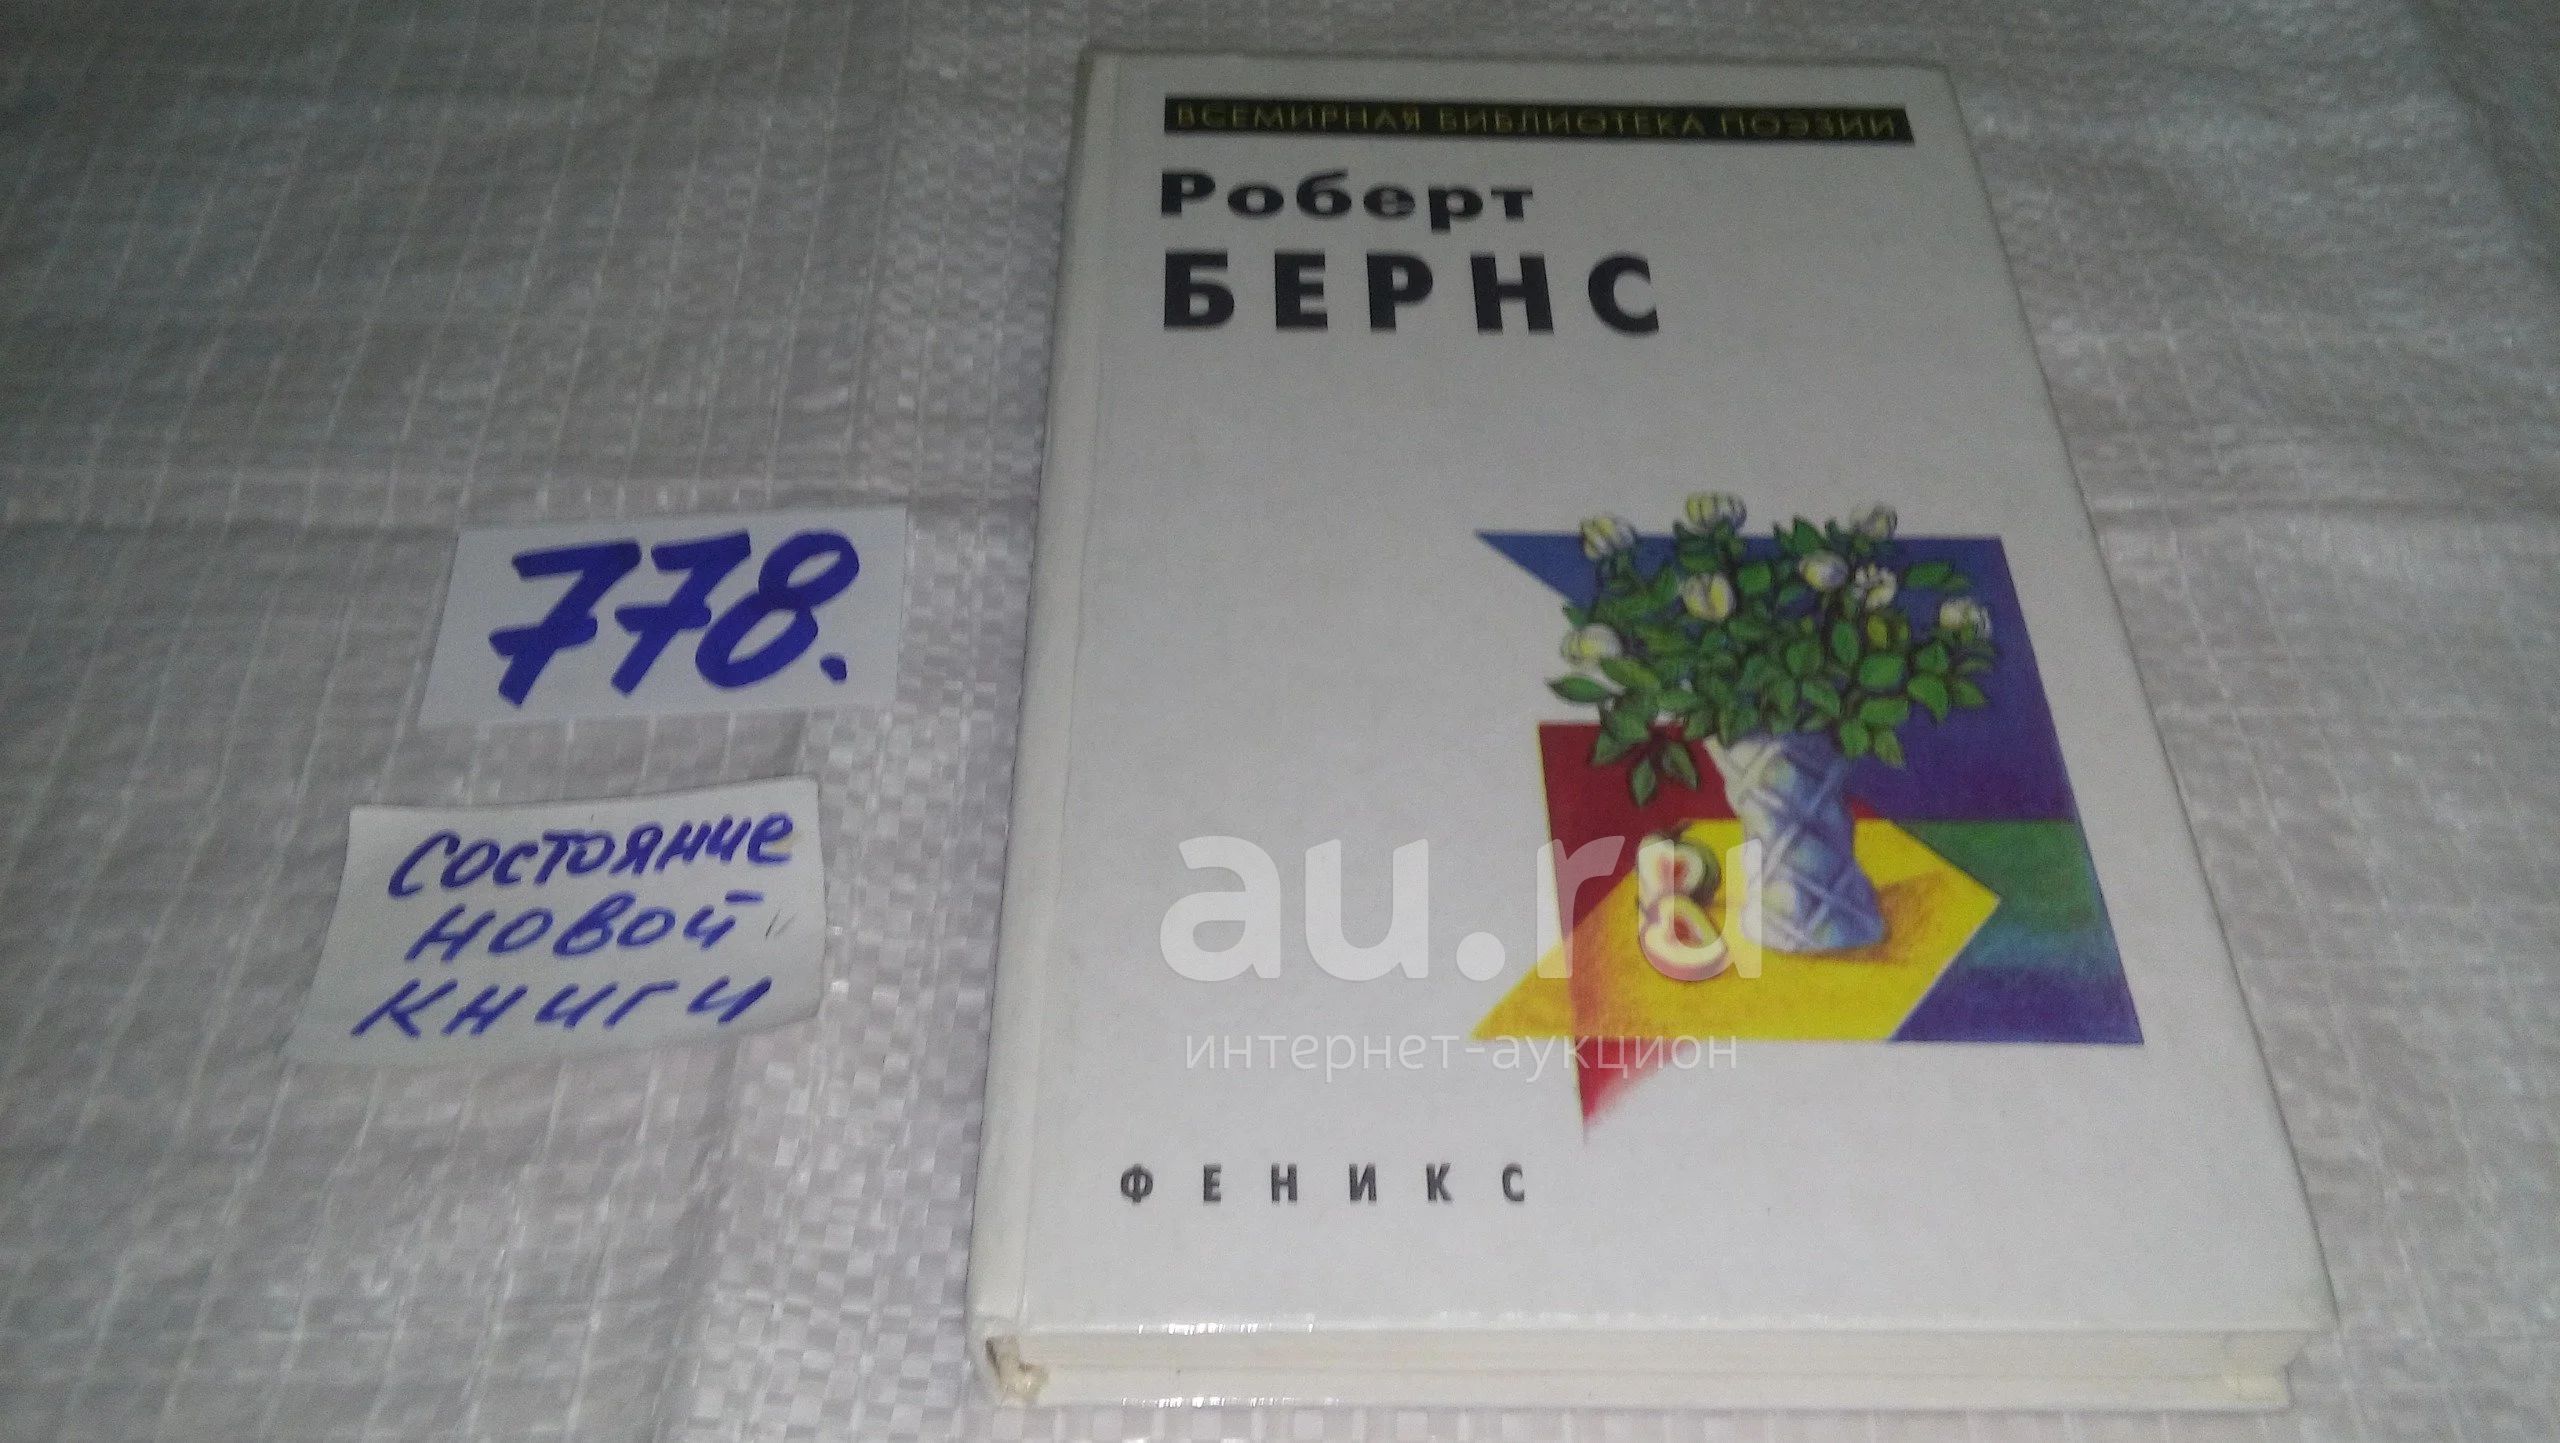 ВСЕМИРНАЯ БИБЛИОТЕКА ПОЭЗИИ
Роберт
БЕРНС
778.
СОСТОЯНИЕ
НОВОЙ
КНИГИ
au.ru
интернет-аукцион
ФЕНИКС